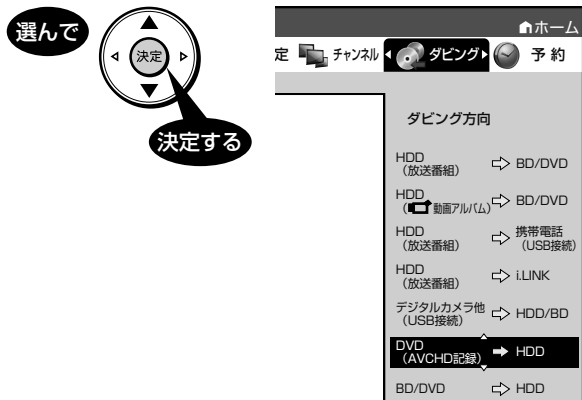 選んで
決定
決定する
ホーム
定 チャンネル ダビング 予約
ダビング方向
HDD
(放送番組) BD/DVD
HDD
(動画アルバム) BD/DVD
HDD
(放送番組) 携帯電話
(USB接続)
HDD
(放送番組) i.LINK
デジタルカメラ他
(USB接続) HDD/BD
DVD
(AVCHD記録) HDD
BD/DVD HDD